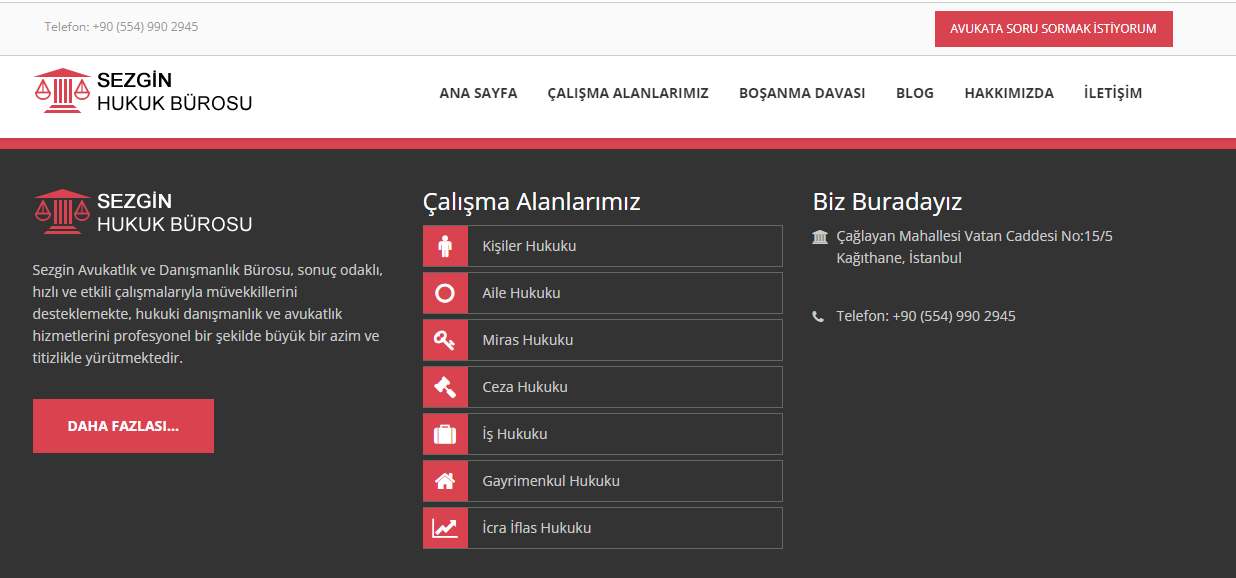 Telefon: +90 (554) 990 2945
AVUKATA SORU SORMAK İSTİYORUM
SEZGİN
HUKUK BÜROSU
ANA SAYFA
ÇALIŞMA ALANLARIMIZ
BOŞANMA DAVASI
BLOG
HAKKIMIZDA
İLETİŞİM
SEZGİN
HUKUK BÜROSU
Sezgin Avukatlık ve Danışmanlık Bürosu, sonuç odaklı,
hızlı ve etkili çalışmalarıyla müvekkillerini
desteklemekte, hukuki danışmanlık ve avukatlık
hizmetlerini profesyonel bir şekilde büyük bir azim ve
titizlikle yürütmektedir.
DAHA FAZLASI...
Çalışma Alanlarımız
Kişiler Hukuku
Aile Hukuku
Miras Hukuku
Ceza Hukuku
İş Hukuku
Gayrimenkul Hukuku
İcra İflas Hukuku
Biz Buradayız
Çağlayan Mahallesi Vatan Caddesi No:15/5
Kağıthane, İstanbul
Telefon: +90 (554) 990 2945